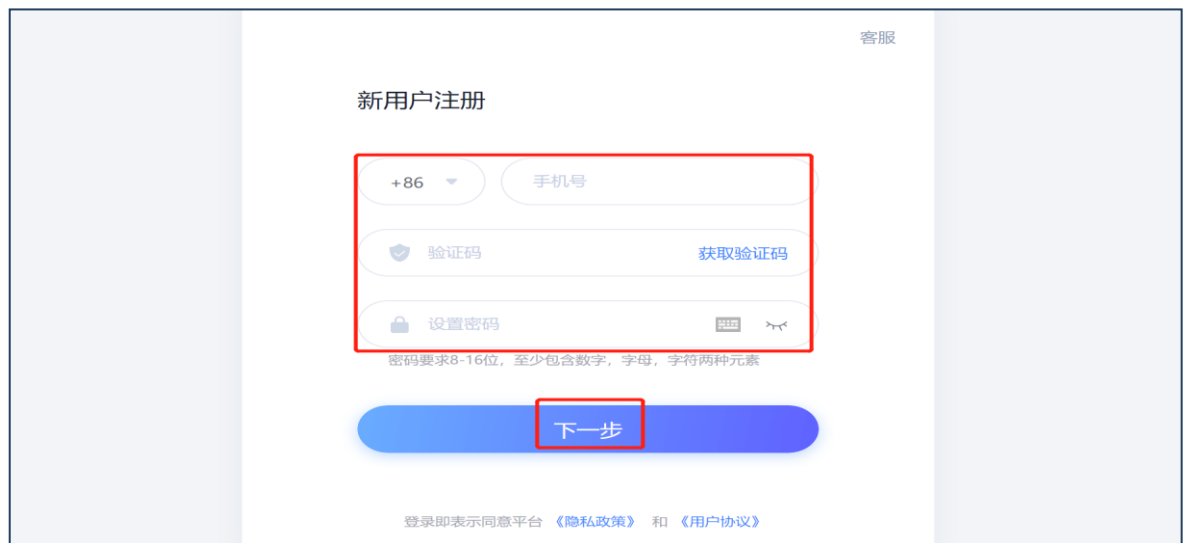 客服
新用户注册
+86 手机号
验证码 获取验证码
设置密码
密码要求8-16位，至少包含数字，字母，字符两种元素
下一步
登录即表示同意平台 《隐私政策》 和 《用户协议》